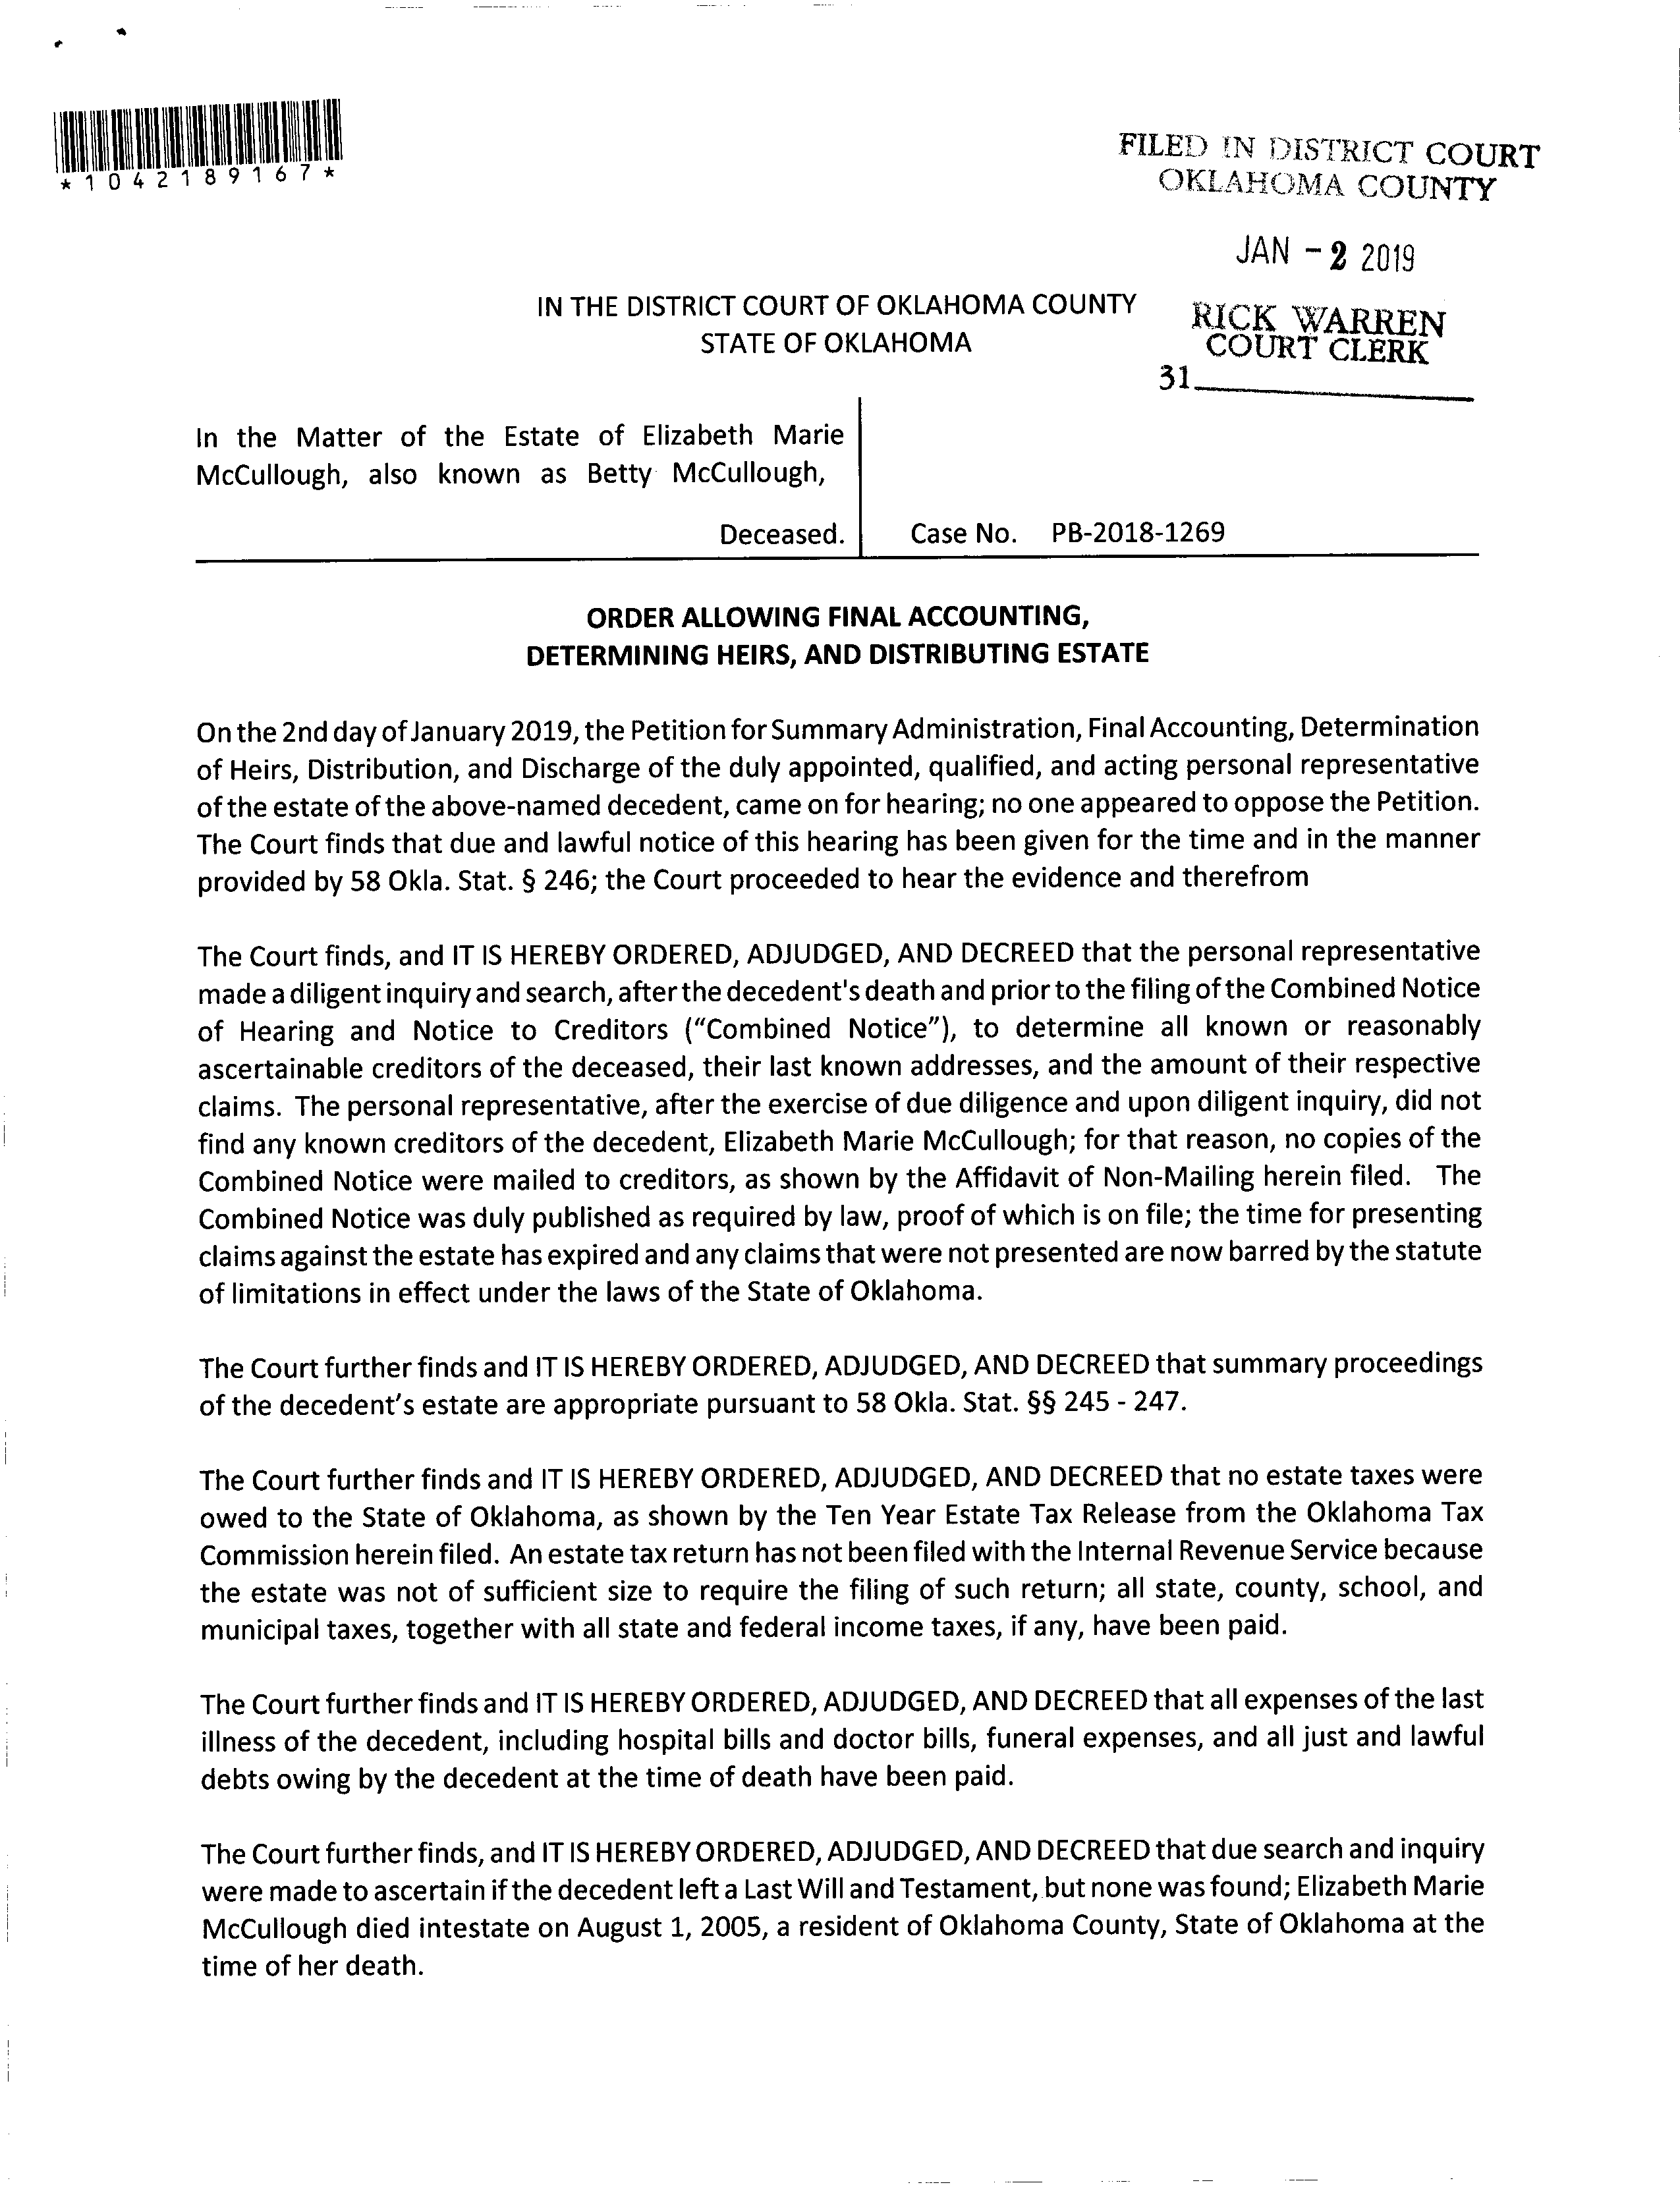 *1042189167*
FILED IN DISTRICT COURT
OKLAHOMA COUNTY
JAN - 2 2019
RICK WARREN
COURT CLERK
31
IN THE DISTRICT COURT OF OKLAHOMA COUNTY
STATE OF OKLAHOMA
In the Matter of the Estate of Elizabeth Marie
McCullough, also known as Betty McCullough,
Deceased.
Case No. PB-2018-1269
ORDER ALLOWING FINAL ACCOUNTING,
DETERMINING HEIRS, AND DISTRIBUTING ESTATE
On the 2nd day of January 2019, the Petition for Summary Administration, Final Accounting, Determination
of Heirs, Distribution, and Discharge of the duly appointed, qualified, and acting personal representative
of the estate of the above-named decedent, came on for hearing; no one appeared to oppose the Petition.
The Court finds that due and lawful notice of this hearing has been given for the time and in the manner
provided by 58 Okla. Stat. § 246; the Court proceeded to hear the evidence and therefrom
The Court finds, and IT IS HEREBY ORDERED, ADJUDGED, AND DECREED that the personal representative
made a diligent inquiry and search, after the decedent's death and prior to the filing of the Combined Notice
of Hearing and Notice to Creditors (“Combined Notice”), to determine all known or reasonably
ascertainable creditors of the deceased, their last known addresses, and the amount of their respective
claims. The personal representative, after the exercise of due diligence and upon diligent inquiry, did not
find any known creditors of the decedent, Elizabeth Marie McCullough; for that reason, no copies of the
Combined Notice were mailed to creditors, as shown by the Affidavit of Non-Mailing herein filed. The
Combined Notice was duly published as required by law, proof of which is on file; the time for presenting
claims against the estate has expired and any claims that were not presented are now barred by the statute
of limitations in effect under the laws of the State of Oklahoma.
The Court further finds and IT IS HEREBY ORDERED, ADJUDGED, AND DECREED that summary proceedings
of the decedent's estate are appropriate pursuant to 58 Okla. Stat. §§ 245 - 247.
The Court further finds and IT IS HEREBY ORDERED, ADJUDGED, AND DECREED that no estate taxes were
owed to the State of Oklahoma, as shown by the Ten Year Estate Tax Release from the Oklahoma Tax
Commission herein filed. An estate tax return has not been filed with the Internal Revenue Service because
the estate was not of sufficient size to require the filing of such return; all state, county, school, and
municipal taxes, together with all state and federal income taxes, if any, have been paid.
The Court further finds and IT IS HEREBY ORDERED, ADJUDGED, AND DECREED that all expenses of the last
illness of the decedent, including hospital bills and doctor bills, funeral expenses, and all just and lawful
debts owing by the decedent at the time of death have been paid.
The Court further finds, and IT IS HEREBY ORDERED, ADJUDGED, AND DECREED that due search and inquiry
were made to ascertain if the decedent left a Last Will and Testament, but none was found; Elizabeth Marie
McCullough died intestate on August 1, 2005, a resident of Oklahoma County, State of Oklahoma at the
time of her death.